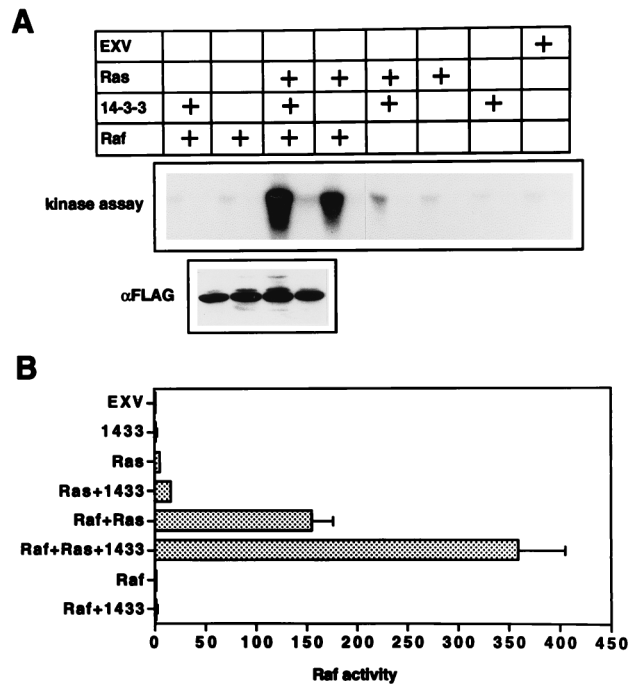 A
EXV +
Ras + + + +
14-3-3 + + + +
Raf + + + +
kinase assay
αFLAG
B
EXV
1433
Ras
Ras+1433
Raf+Ras
Raf+Ras+1433
Raf
Raf+1433
0 50 100 150 200 250 300 350 400 450
Raf activity